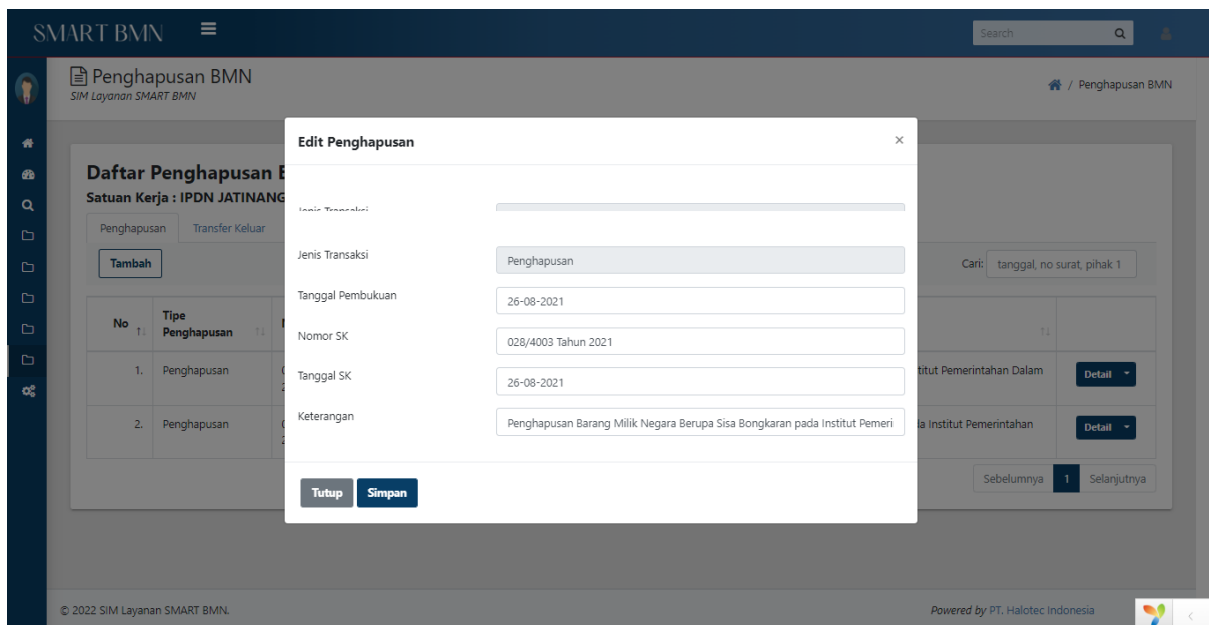 SMART BMN
Search
Penghapusan BMN
SIM Layanan SMART BMN
/ Penghapusan BMN
Edit Penghapusan
×
Daftar Penghapusan
Satuan Kerja : IPDN JATINANG
Penghapusan Transfer Keluar
Jenis Transaksi
Tambah
Jenis Transaksi
Penghapusan
Cari: tanggal, no surat, pihak 1
Tanggal Pembukuan
26-08-2021
No
Tipe Penghapusan
Nomor SK
028/4003 Tahun 2021
1. Penghapusan
Tanggal SK
26-08-2021
titut Pemerintahan Dalam
Detail
Keterangan
Penghapusan Barang Milik Negara Berupa Sisa Bongkaran pada Institut Pemeri
2. Penghapusan
Institut Pemerintahan
Detail
Tutup Simpan
Sebelumnya 1 Selanjutnya
© 2022 SIM Layanan SMART BMN.
Powered by PT. Halotec Indonesia